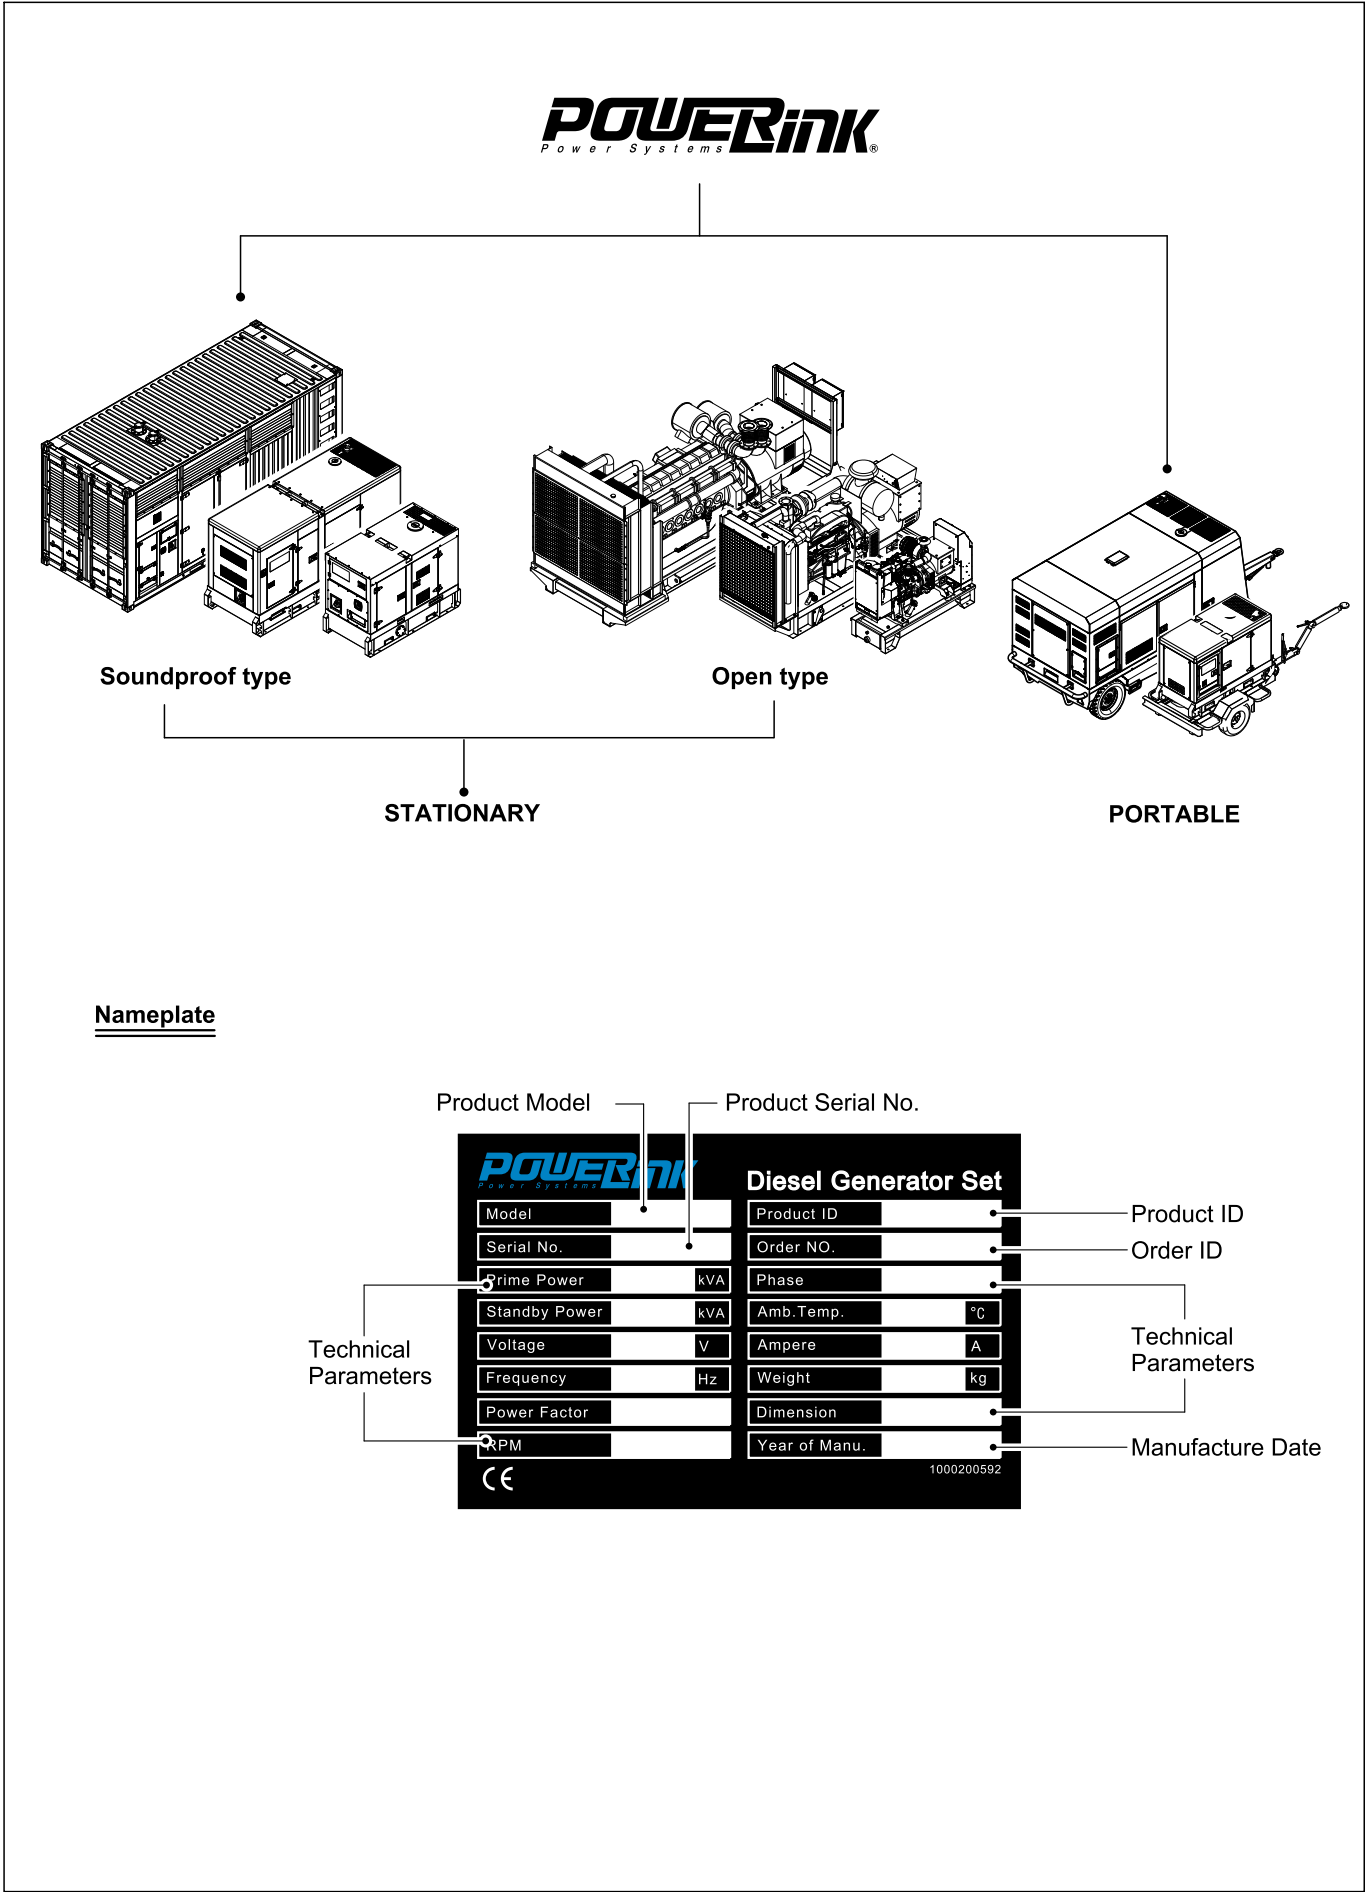 POWERLink
Power Systems
®
Soundproof type
Open type
STATIONARY
PORTABLE
Nameplate
Product Model
Product Serial No.
POWERLink
Power Systems
Diesel Generator Set
Model
Product ID
Product ID
Serial No.
Order NO.
Order ID
Prime Power kVA
Phase
Standby Power kVA
Amb.Temp. °C
Technical
Parameters
Voltage V
Ampere A
Technical
Parameters
Frequency Hz
Weight kg
Power Factor
Dimension
RPM
Year of Manu.
Manufacture Date
CE
1000200592